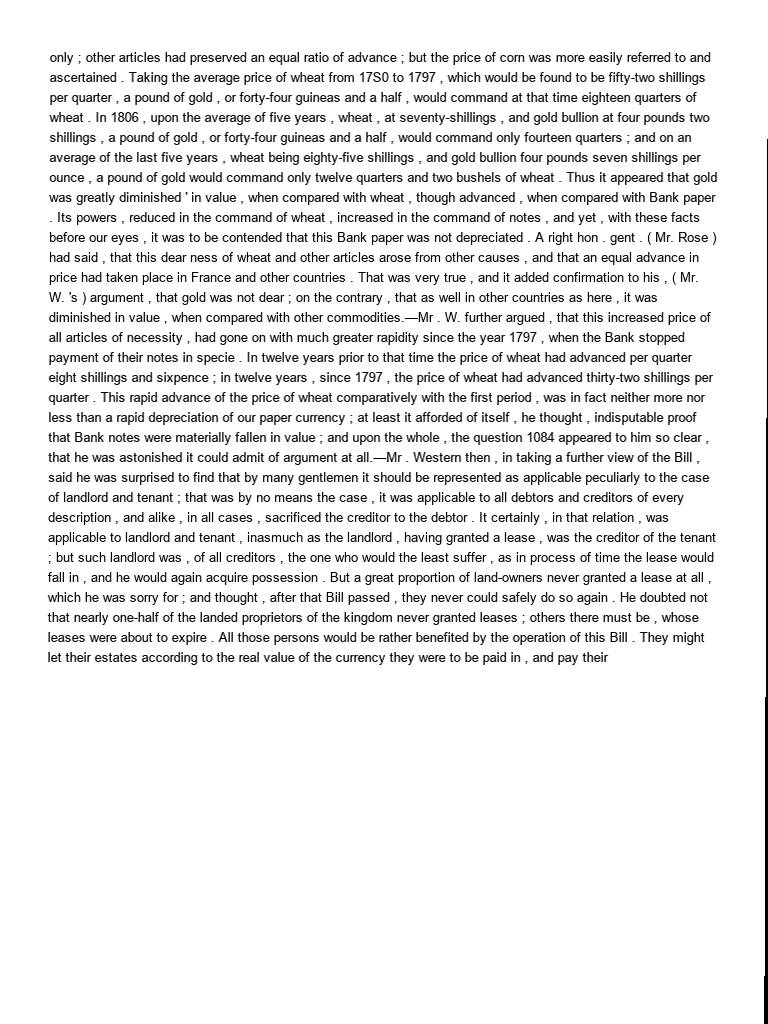 only ; other articles had preserved an equal ratio of advance ; but the price of corn was more easily referred to and
ascertained . Taking the average price of wheat from 17S0 to 1797 , which would be found to be fifty-two shillings
per quarter , a pound of gold , or forty-four guineas and a half , would command at that time eighteen quarters of
wheat . In 1806 , upon the average of five years , wheat , at seventy-shillings , and gold bullion at four pounds two
shillings , a pound of gold , or forty-four guineas and a half , would command only fourteen quarters ; and on an
average of the last five years , wheat being eighty-five shillings , and gold bullion four pounds seven shillings per
ounce , a pound of gold would command only twelve quarters and two bushels of wheat . Thus it appeared that gold
was greatly diminished ' in value , when compared with wheat , though advanced , when compared with Bank paper
. Its powers , reduced in the command of wheat , increased in the command of notes , and yet , with these facts
before our eyes , it was to be contended that this Bank paper was not depreciated . A right hon . gent . ( Mr. Rose )
had said , that this dear ness of wheat and other articles arose from other causes , and that an equal advance in
price had taken place in France and other countries . That was very true , and it added confirmation to his , ( Mr.
W. 's ) argument , that gold was not dear ; on the contrary , that as well in other countries as here , it was
diminished in value , when compared with other commodities.—Mr . W. further argued , that this increased price of
all articles of necessity , had gone on with much greater rapidity since the year 1797 , when the Bank stopped
payment of their notes in specie . In twelve years prior to that time the price of wheat had advanced per quarter
eight shillings and sixpence ; in twelve years , since 1797 , the price of wheat had advanced thirty-two shillings per
quarter . This rapid advance of the price of wheat comparatively with the first period , was in fact neither more nor
less than a rapid depreciation of our paper currency ; at least it afforded of itself , he thought , indisputable proof
that Bank notes were materially fallen in value ; and upon the whole , the question 1084 appeared to him so clear ,
that he was astonished it could admit of argument at all.—Mr . Western then , in taking a further view of the Bill ,
said he was surprised to find that by many gentlemen it should be represented as applicable peculiarly to the case
of landlord and tenant ; that was by no means the case , it was applicable to all debtors and creditors of every
description , and alike , in all cases , sacrificed the creditor to the debtor . It certainly , in that relation , was
applicable to landlord and tenant , inasmuch as the landlord , having granted a lease , was the creditor of the tenant
; but such landlord was , of all creditors , the one who would the least suffer , as in process of time the lease would
fall in , and he would again acquire possession . But a great proportion of land-owners never granted a lease at all ,
which he was sorry for ; and thought , after that Bill passed , they never could safely do so again . He doubted not
that nearly one-half of the landed proprietors of the kingdom never granted leases ; others there must be , whose
leases were about to expire . All those persons would be rather benefited by the operation of this Bill . They might
let their estates according to the real value of the currency they were to be paid in , and pay their